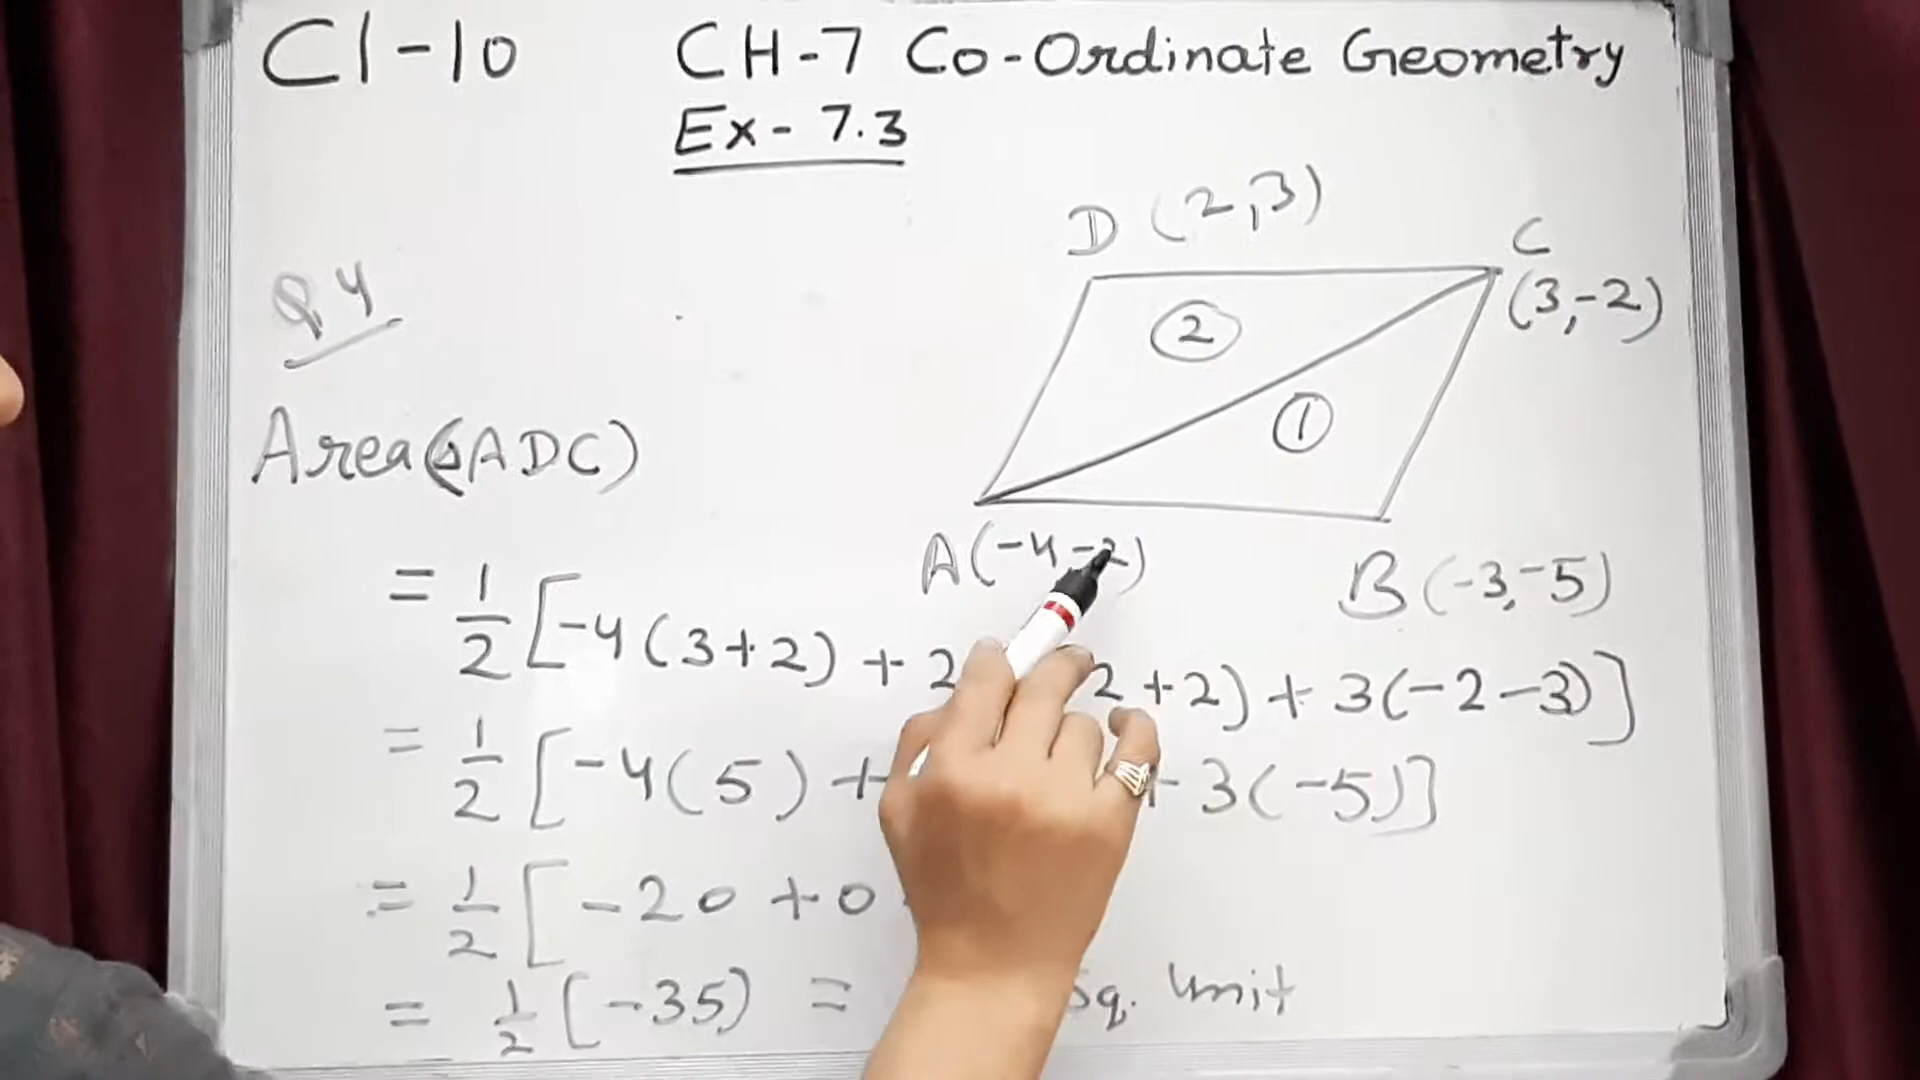 Cl-10 CH-7 Co-Ordinate Geometry
Ex-7.3
D (2,3)
C
(3,-2)
Q4
②
①
Area(△ADC)
A(-4,-2)
B(-3,-5)
= 1/2 [-4(3+2) + 2 2+2) + 3(-2-3)]
= 1/2 [-4(5) + + 3(-5)]
= 1/2 [-20 +0
= 1/2 [-35) = Sq. Unit